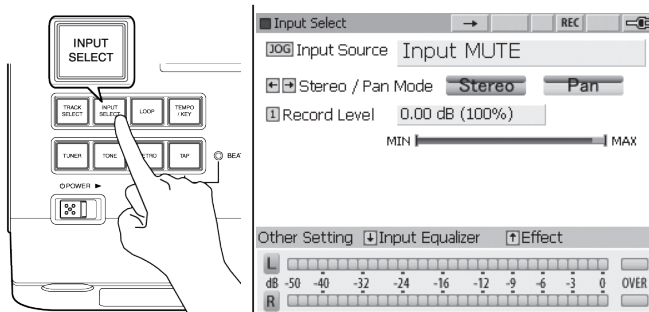 INPUT
SELECT
TRACK
SELECT
INPUT
SELECT
LOOP
TEMPO
/ KEY
TUNER
TONE
TAP
BEA
POWER
Input Select
→
REC
JOG Input Source Input MUTE
←→ Stereo / Pan Mode Stereo Pan
1 Record Level 0.00 dB (100%)
MIN MAX
Other Setting ↓ Input Equalizer ↑ Effect
L
dB -50 -40 -32 -24 -16 -12 -9 -6 -3 0 OVER
R